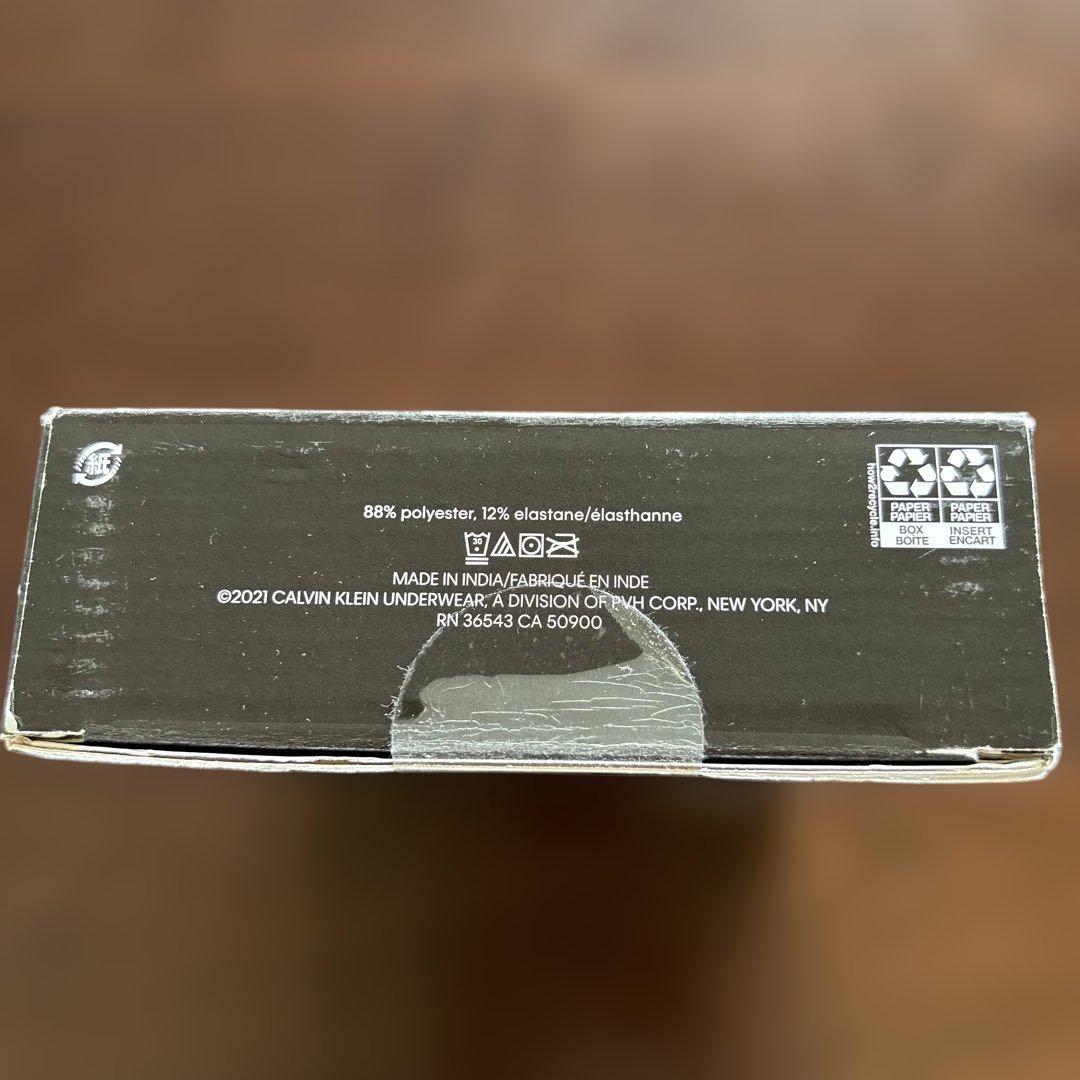 紙
88% polyester, 12% elastane/élasthanne
30
MADE IN INDIA/FABRIQUÉ EN INDE
©2021 CALVIN KLEIN UNDERWEAR, A DIVISION OF PVH CORP., NEW YORK, NY
RN 36543 CA 50900
how2recycle.info
PAPER PAPER
PAPIER PAPIER
BOX INSERT
BOÎTE ENCART